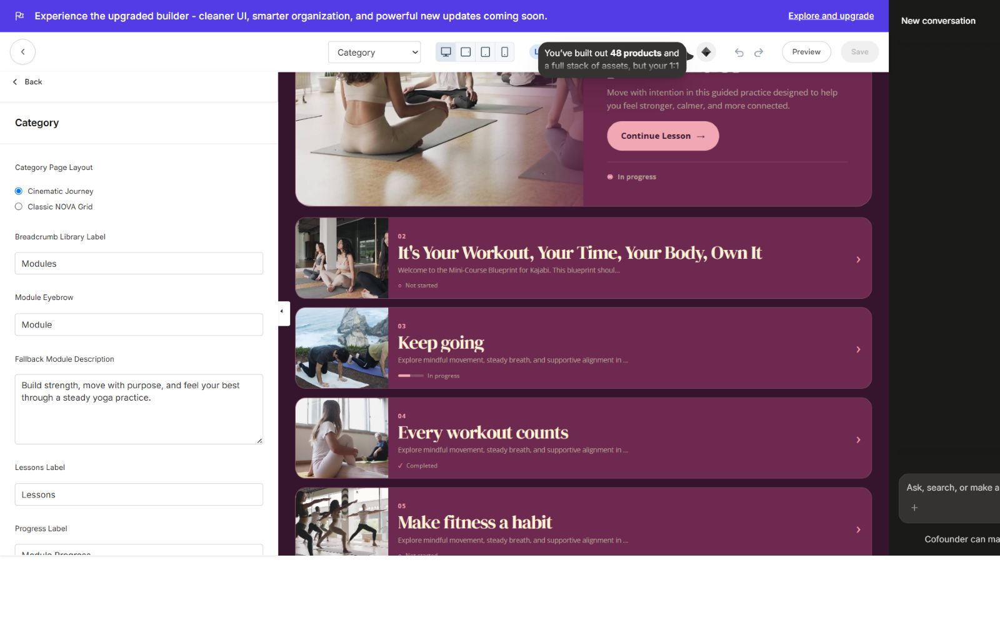 Experience the upgraded builder - cleaner UI, smarter organization, and powerful new updates coming soon.
Explore and upgrade
New conversation
Category
You've built out 48 products and
a full stack of assets, but your 1:1
Preview
Save
Back
Category
Category Page Layout
Cinematic Journey
Classic NOVA Grid
Breadcrumb Library Label
Modules
Module Eyebrow
Module
Fallback Module Description
Build strength, move with purpose, and feel your best
through a steady yoga practice.
Lessons Label
Lessons
Progress Label
Module Progress
Move with intention in this guided practice designed to help
you feel stronger, calmer, and more connected.
Continue Lesson →
In progress
02
It's Your Workout, Your Time, Your Body, Own It
Welcome to the Mini-Course Blueprint for Kajabi. This blueprint shoul...
Not started
03
Keep going
Explore mindful movement, steady breath, and supportive alignment in ...
In progress
04
Every workout counts
Explore mindful movement, steady breath, and supportive alignment in ...
✓ Completed
05
Make fitness a habit
Explore mindful movement, steady breath, and supportive alignment in ...
Not started
Ask, search, or make a
Cofounder can ma